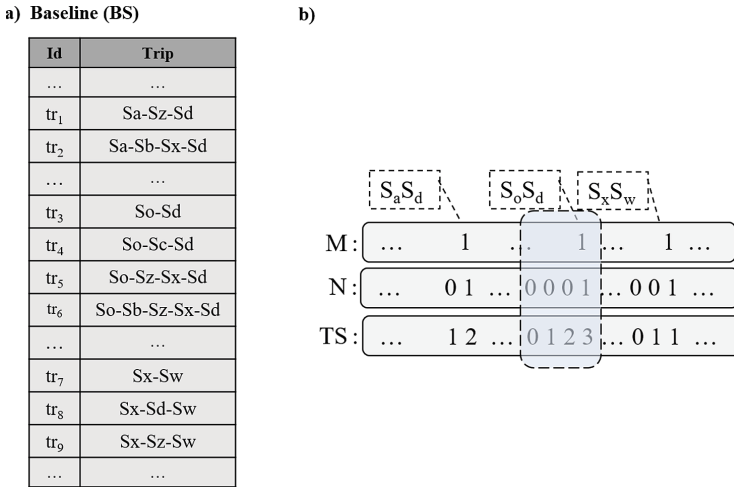 a) Baseline (BS)
Id Trip
... ...
tr1 Sa-Sz-Sd
tr2 Sa-Sb-Sx-Sd
... ...
tr3 So-Sd
tr4 So-Sc-Sd
tr5 So-Sz-Sx-Sd
tr6 So-Sb-Sz-Sx-Sd
... ...
tr7 Sx-Sw
tr8 Sx-Sd-Sw
tr9 Sx-Sz-Sw
... ...
b)
SaSd SoSd SxSw
M: ... 1 ... 1 ... 1 ...
N: ... 0 1 ... 0 0 0 1 ... 0 0 1 ...
TS: ... 1 2 ... 0 1 2 3 ... 0 1 1 ...